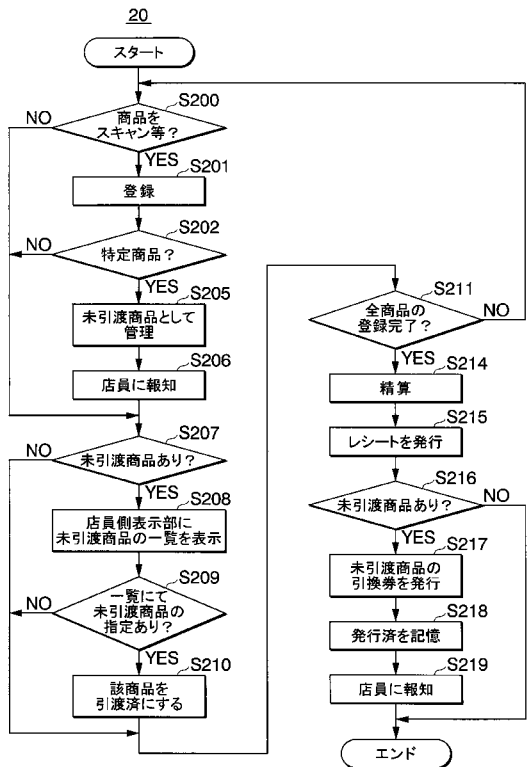 20
スタート
S200
商品を
スキャン等？
NO
YES
S201
登録
S202
特定商品？
NO
YES
S205
未引渡商品として
管理
S206
店員に報知
S207
未引渡商品あり？
NO
YES
S208
店員側表示部に
未引渡商品の一覧を表示
S209
一覧にて
未引渡商品の
指定あり？
NO
YES
S210
該商品を
引渡済にする
S211
全商品の
登録完了？
NO
YES
S214
精算
S215
レシートを発行
S216
未引渡商品あり？
NO
YES
S217
未引渡商品の
引換券を発行
S218
発行済を記憶
S219
店員に報知
エンド